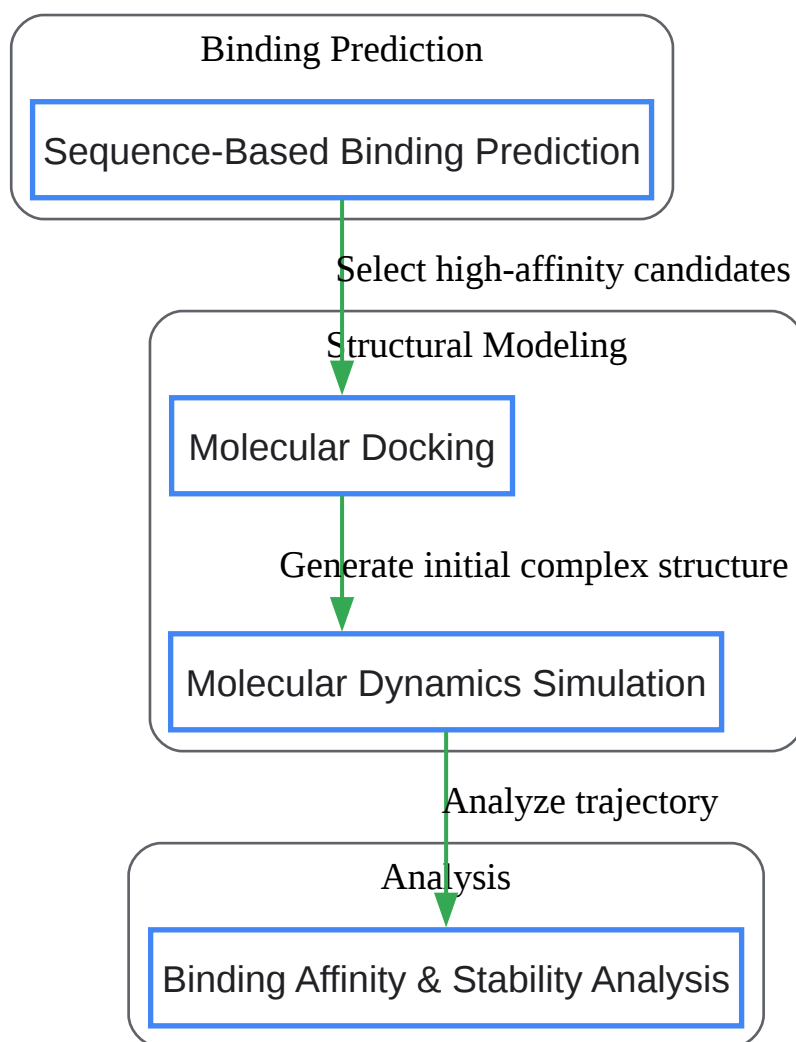 Binding Prediction
Sequence-Based Binding Prediction
Select high-affinity candidates
Structural Modeling
Molecular Docking
Generate initial complex structure
Molecular Dynamics Simulation
Analyze trajectory
Analysis
Binding Affinity & Stability Analysis